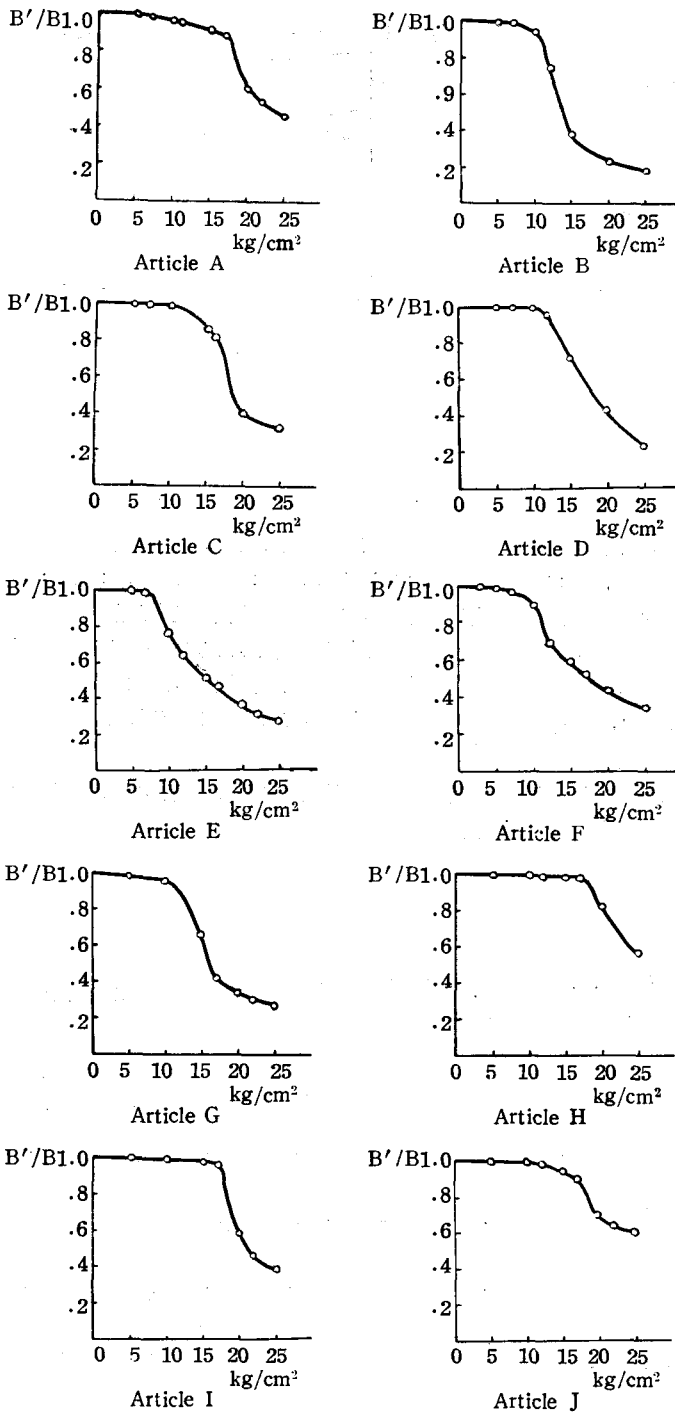 B′/B1.0
.8
.6
.4
.2
0 5 10 15 20 25
kg/cm²
Article A
B′/B1.0
.8
.9
.4
.2
0 5 10 15 20 25
kg/cm²
Article B
B′/B1.0
.8
.4
.2
0 5 10 15 20 25
kg/cm²
Article C
B′/B1.0
.8
.6
.4
.2
0 5 10 15 20 25
kg/cm²
Article D
B′/B1.0
.8
.6
.4
.2
0 5 10 15 20 25
kg/cm²
Arricle E
B′/B1.0
.8
.6
.4
.2
0 5 10 15 20 25
kg/cm²
Article F
B′/B1.0
.8
.6
.4
.2
0 5 10 15 20 25
kg/cm²
Article G
B′/B1.0
.8
.6
.4
.2
0 5 10 15 20 25
kg/cm²
Article H
B′/B1.0
.8
.6
.4
.2
0 5 10 15 20 25
kg/cm²
Article I
B′/B1.0
.8
.6
.4
.2
0 5 10 15 20 25
kg/cm²
Article J